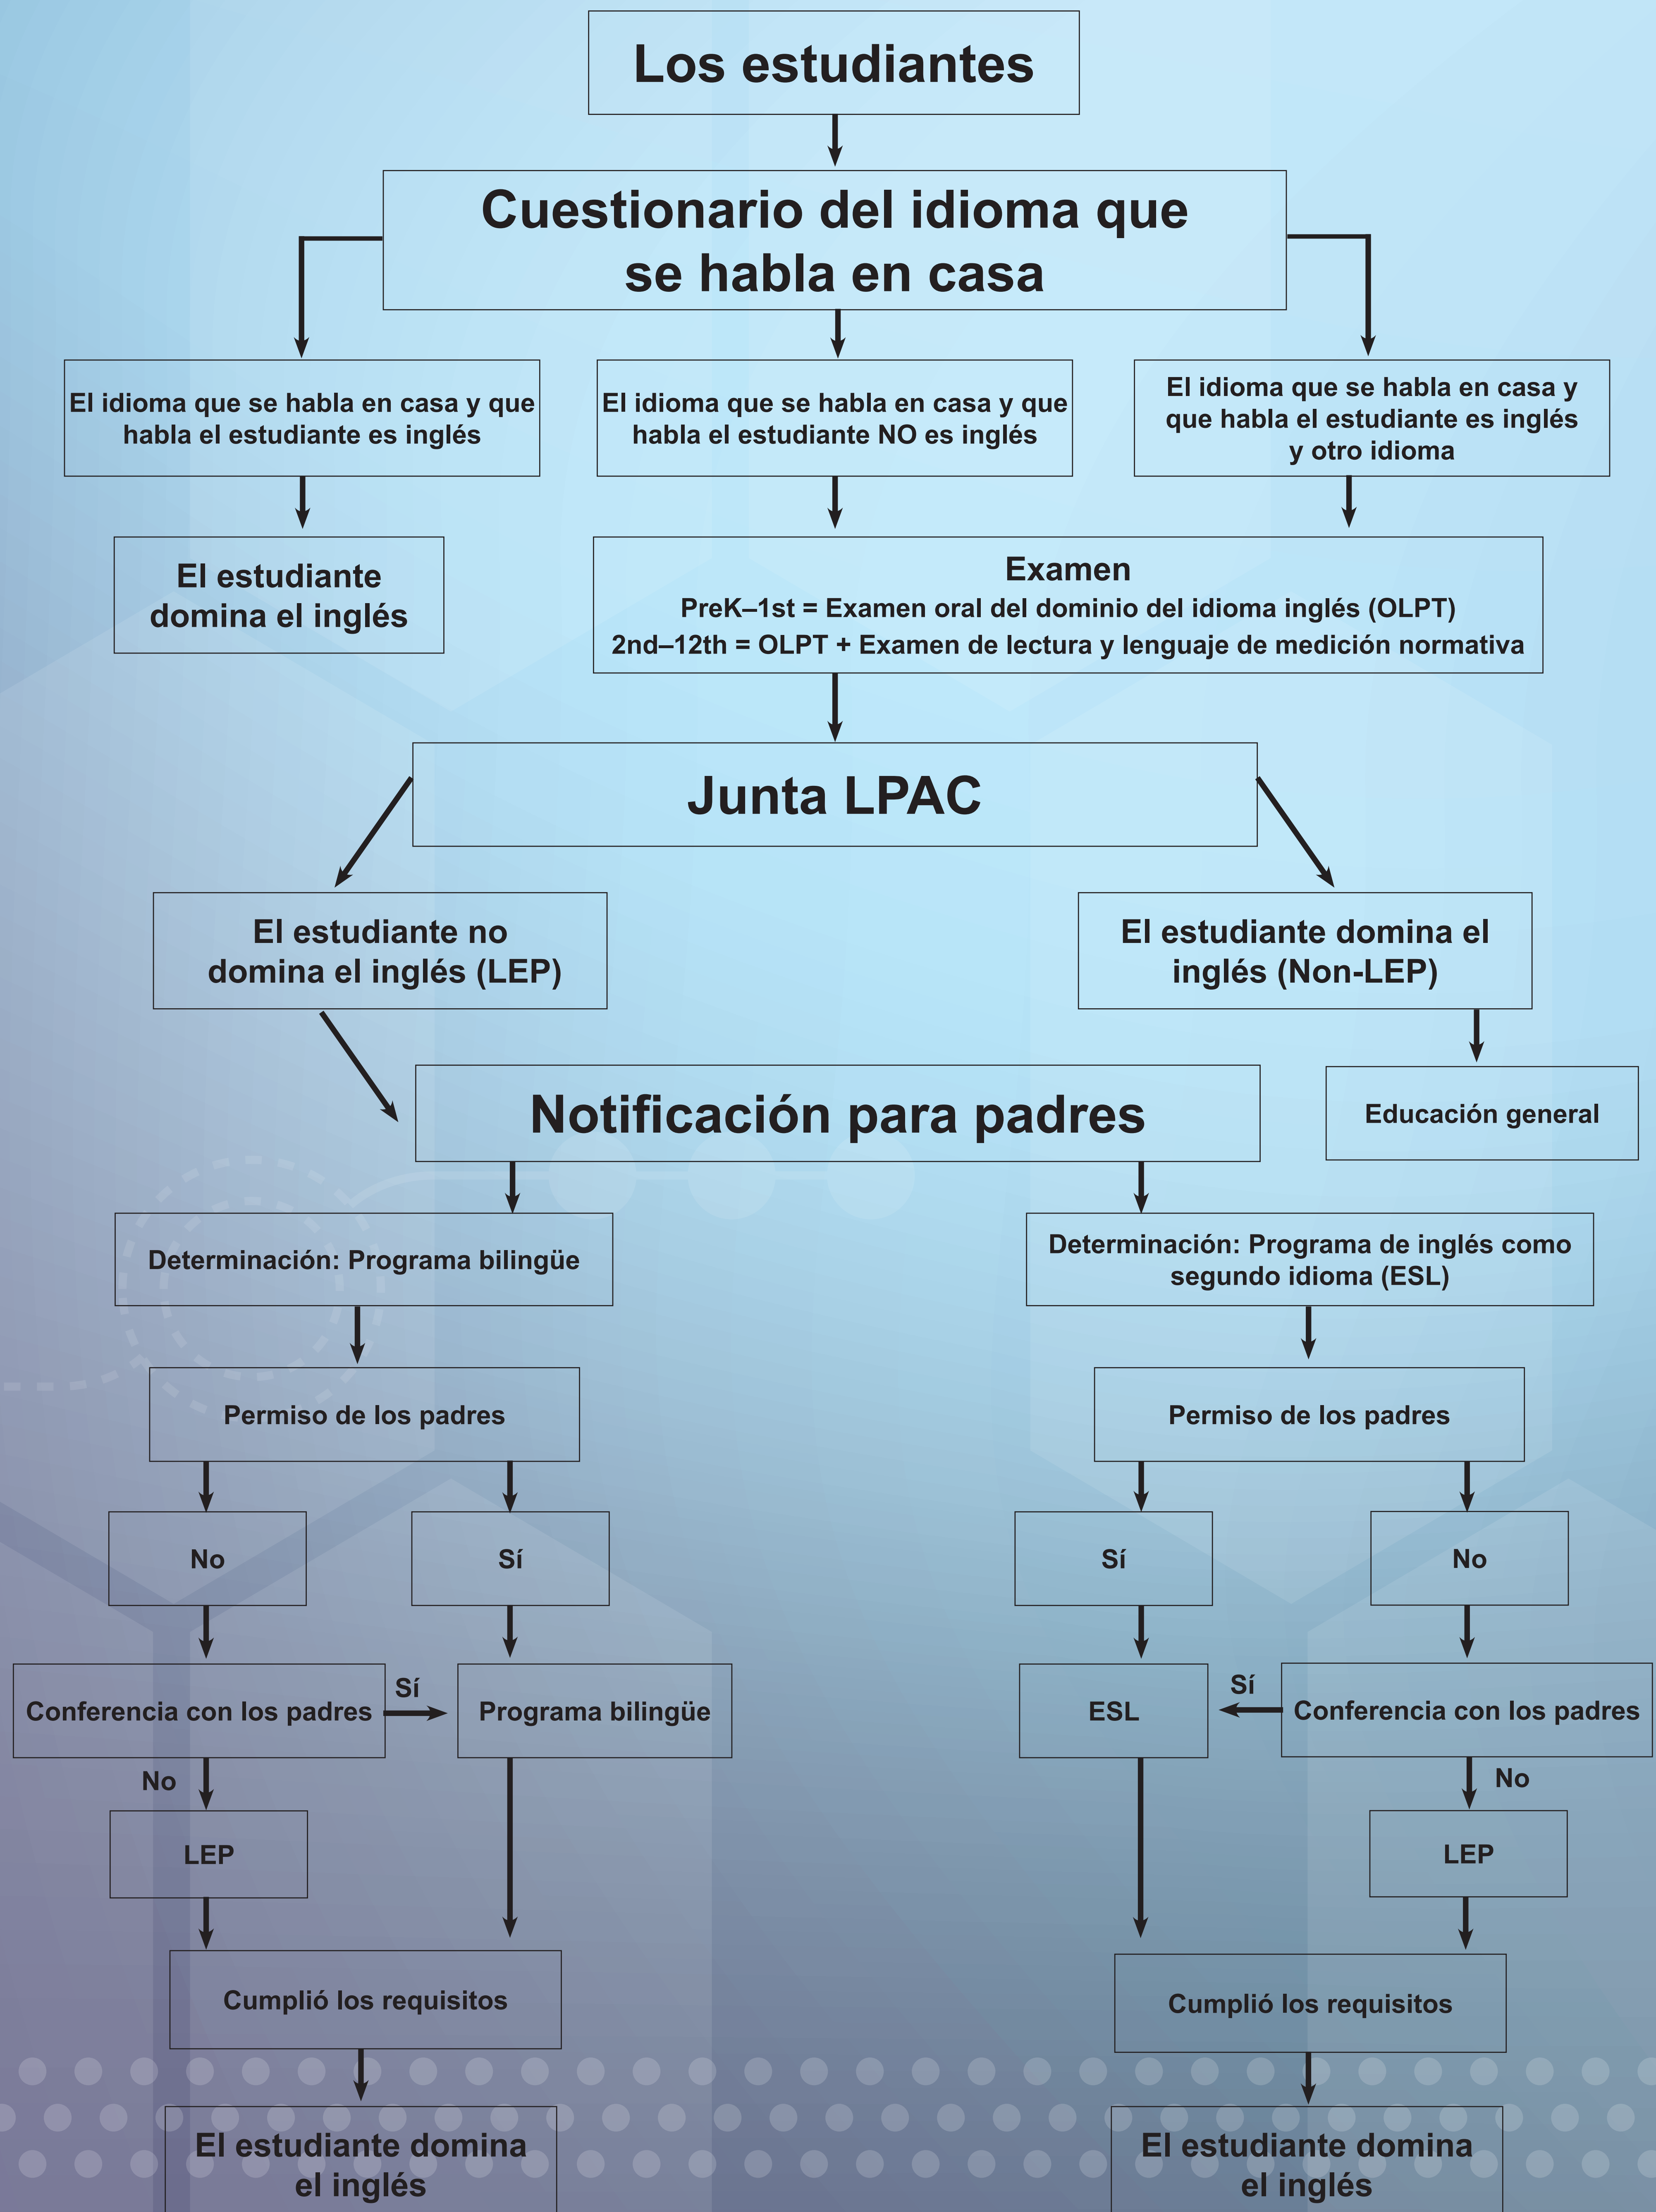 Los estudiantes
Cuestionario del idioma que
se habla en casa
El idioma que se habla en casa y que
habla el estudiante es inglés
El idioma que se habla en casa y que
habla el estudiante NO es inglés
El idioma que se habla en casa y
que habla el estudiante es inglés
y otro idioma
El estudiante
domina el inglés
Examen
PreK–1st = Examen oral del dominio del idioma inglés (OLPT)
2nd–12th = OLPT + Examen de lectura y lenguaje de medición normativa
Junta LPAC
El estudiante no
domina el inglés (LEP)
El estudiante domina el
inglés (Non-LEP)
Notificación para padres
Educación general
Determinación: Programa bilingüe
Determinación: Programa de inglés como
segundo idioma (ESL)
Permiso de los padres
Permiso de los padres
No
Sí
Sí
No
Conferencia con los padres
Sí
Programa bilingüe
ESL
Sí
Conferencia con los padres
No
No
LEP
LEP
Cumplió los requisitos
Cumplió los requisitos
El estudiante domina
el inglés
El estudiante domina
el inglés